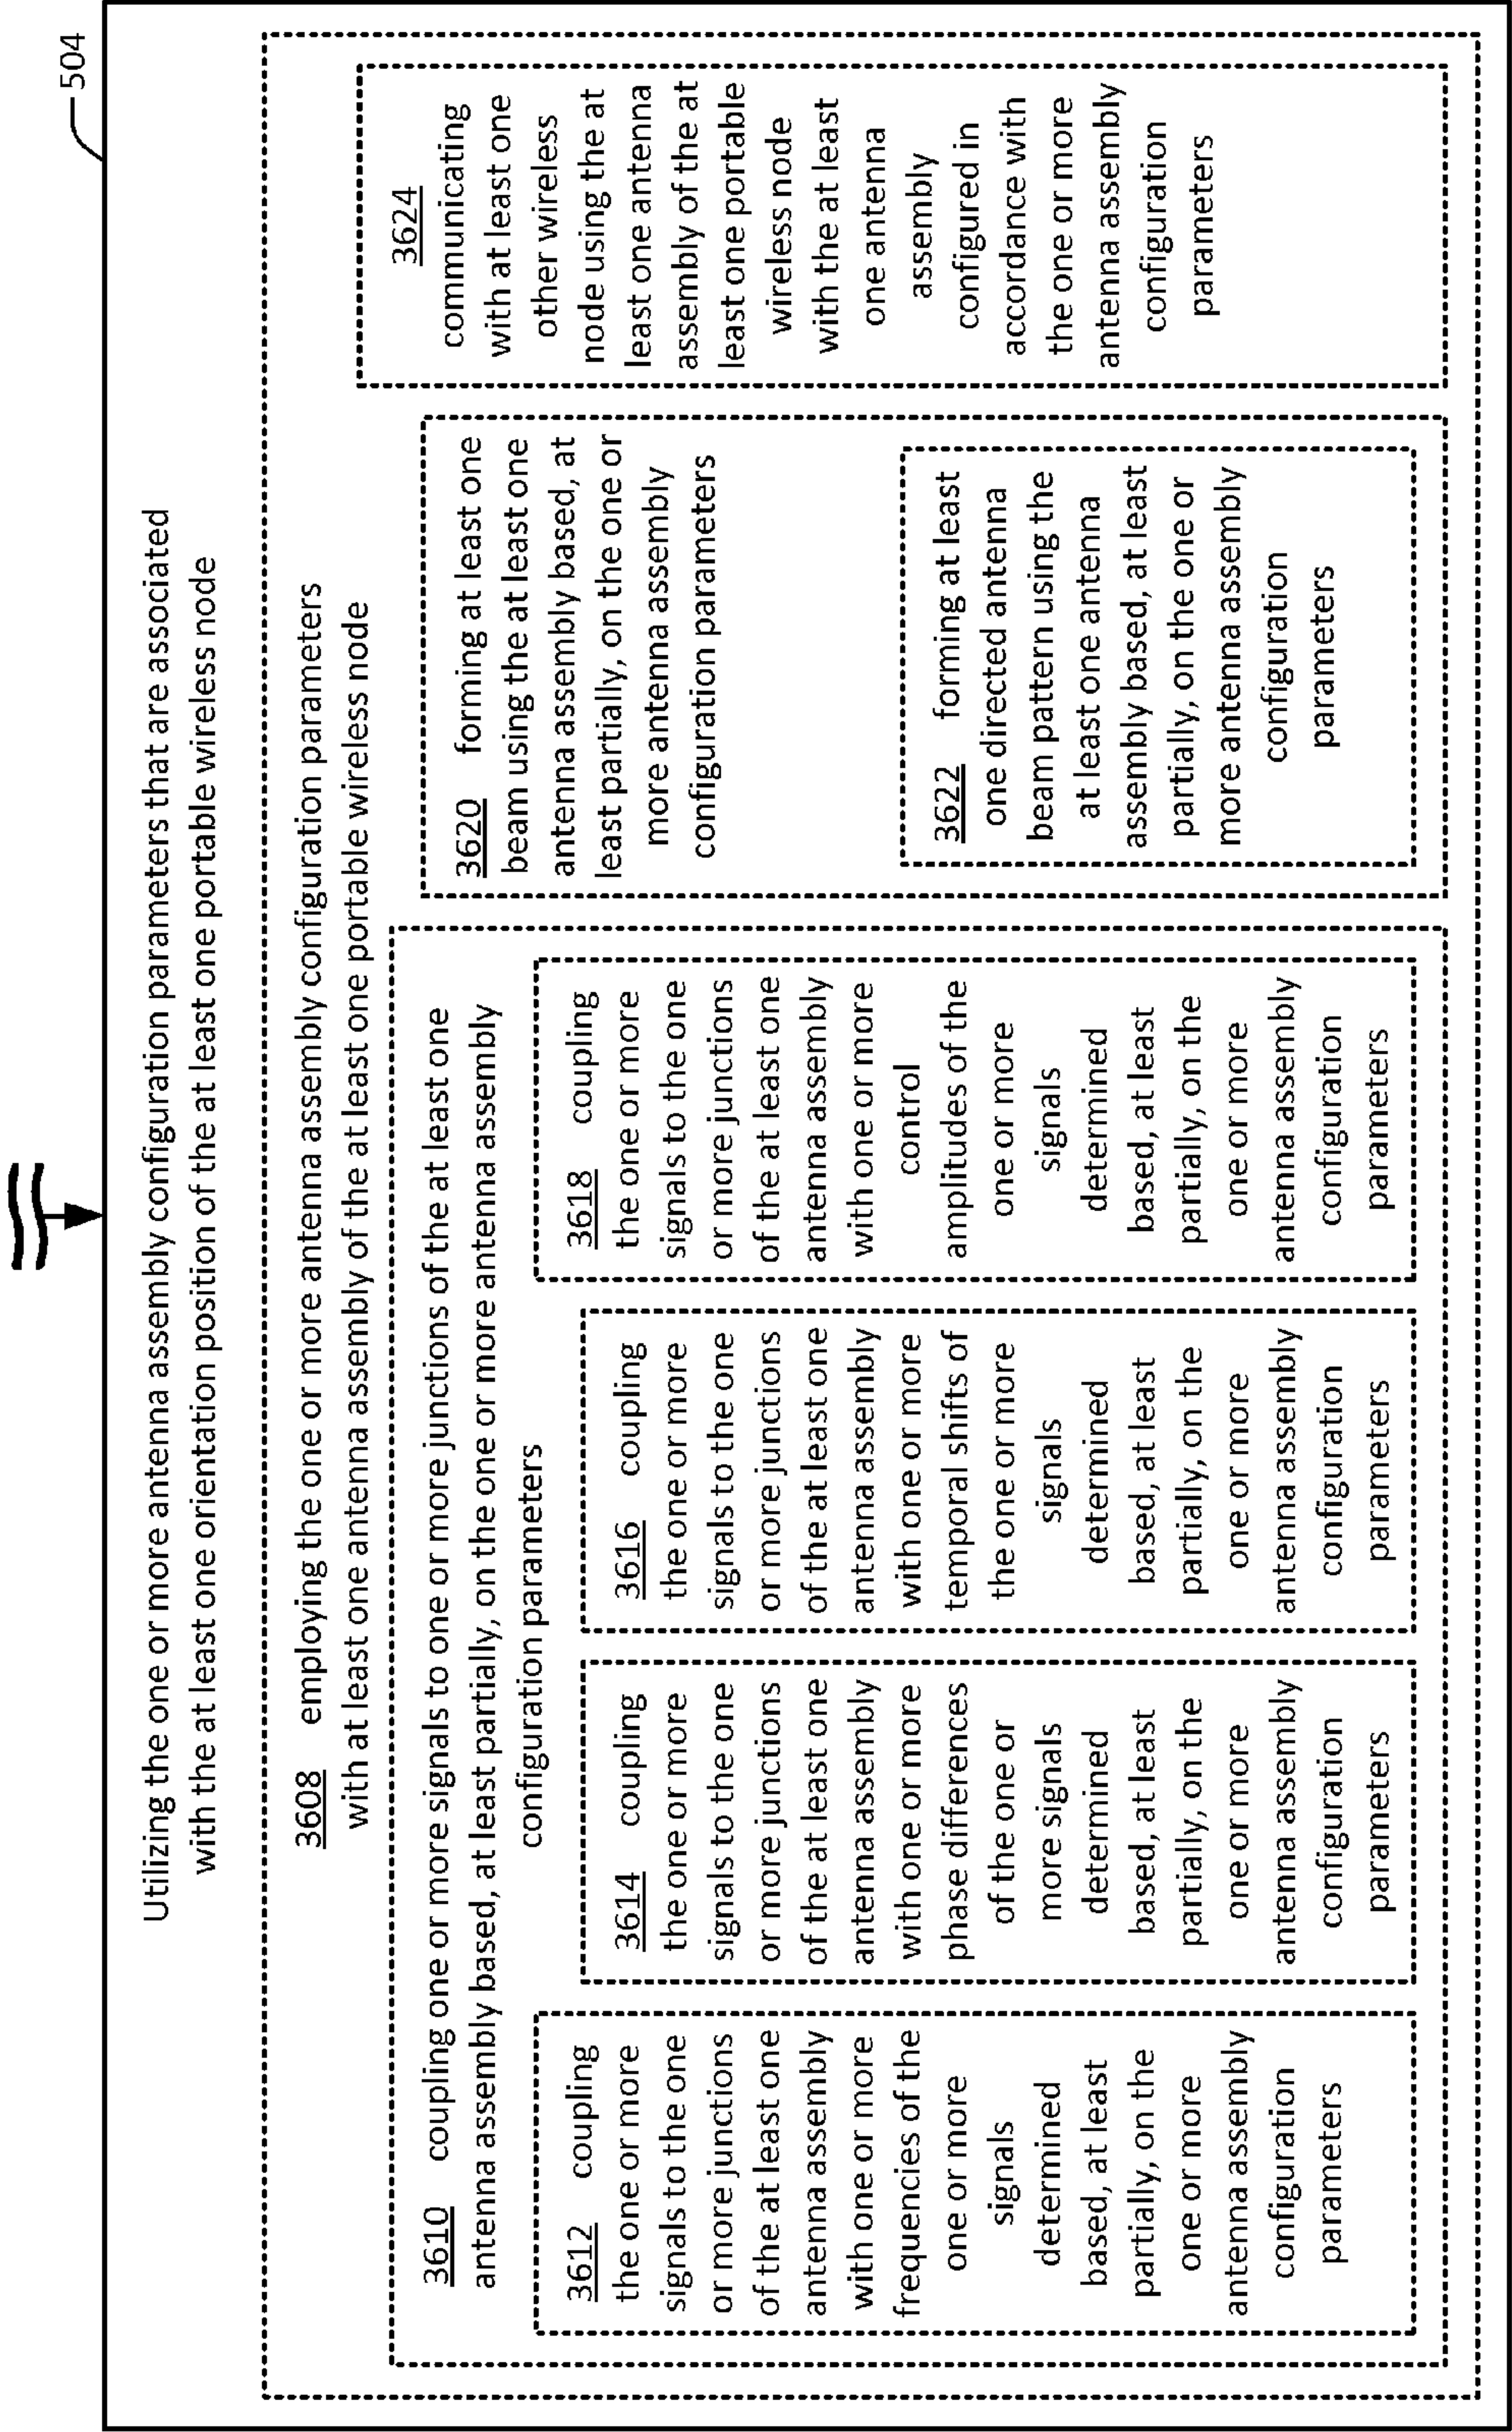 504
Utilizing the one or more antenna assembly configuration parameters that are associated
with the at least one orientation position of the at least one portable wireless node
3608 employing the one or more antenna assembly configuration parameters
with at least one antenna assembly of the at least one portable wireless node
3610 coupling one or more signals to one or more junctions of the at least one
antenna assembly based, at least partially, on the one or more antenna assembly
configuration parameters
3612 coupling
the one or more
signals to the one
or more junctions
of the at least one
antenna assembly
with one or more
frequencies of the
one or more
signals
determined
based, at least
partially, on the
one or more
antenna assembly
configuration
parameters
3614 coupling
the one or more
signals to the one
or more junctions
of the at least one
antenna assembly
with one or more
phase differences
of the one or
more signals
determined
based, at least
partially, on the
one or more
antenna assembly
configuration
parameters
3616 coupling
the one or more
signals to the one
or more junctions
of the at least one
antenna assembly
with one or more
temporal shifts of
the one or more
signals
determined
based, at least
partially, on the
one or more
antenna assembly
configuration
parameters
3618 coupling
the one or more
signals to the one
or more junctions
of the at least one
antenna assembly
with one or more
control
amplitudes of the
one or more
signals
determined
based, at least
partially, on the
one or more
antenna assembly
configuration
parameters
3620 forming at least one
beam using the at least one
antenna assembly based, at
least partially, on the one or
more antenna assembly
configuration parameters
3622 forming at least
one directed antenna
beam pattern using the
at least one antenna
assembly based, at least
partially, on the one or
more antenna assembly
configuration
parameters
3624
communicating
with at least one
other wireless
node using the at
least one antenna
assembly of the at
least one portable
wireless node
with the at least
one antenna
assembly
configured in
accordance with
the one or more
antenna assembly
configuration
parameters